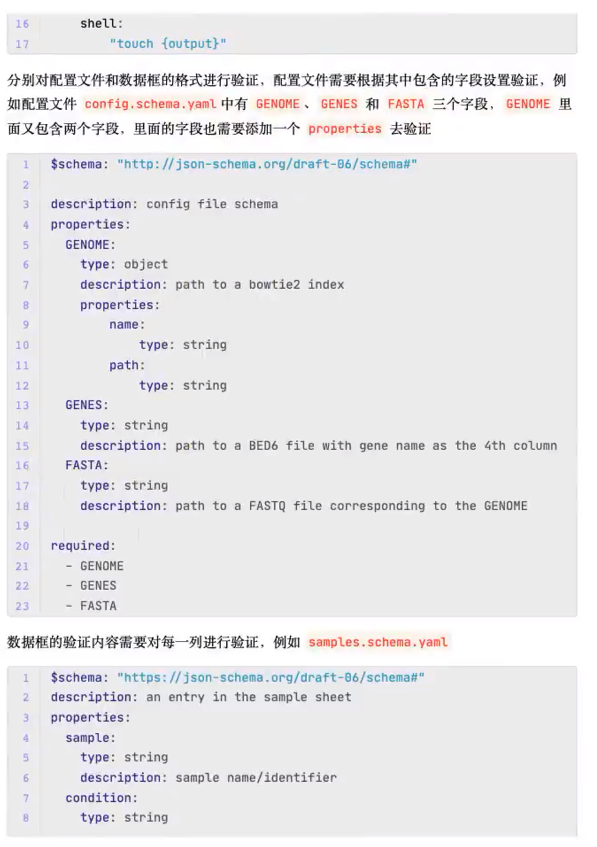 16 shell:
17 "touch {output}"
分别对配置文件和数据框的格式进行验证，配置文件需要根据其中包含的字段设置验证，例
如配置文件 config.schema.yaml 中有 GENOME、 GENES 和 FASTA 三个字段， GENOME 里
面又包含两个字段，里面的字段也需要添加一个 properties 去验证
1 $schema: "http://json-schema.org/draft-06/schema#"
2
3 description: config file schema
4 properties:
5 GENOME:
6 type: object
7 description: path to a bowtie2 index
8 properties:
9 name:
10 type: string
11 path:
12 type: string
13 GENES:
14 type: string
15 description: path to a BED6 file with gene name as the 4th column
16 FASTA:
17 type: string
18 description: path to a FASTQ file corresponding to the GENOME
19
20 required:
21 - GENOME
22 - GENES
23 - FASTA
数据框的验证内容需要对每一列进行验证，例如 samples.schema.yaml
1 $schema: "https://json-schema.org/draft-06/schema#"
2 description: an entry in the sample sheet
3 properties:
4 sample:
5 type: string
6 description: sample name/identifier
7 condition:
8 type: string